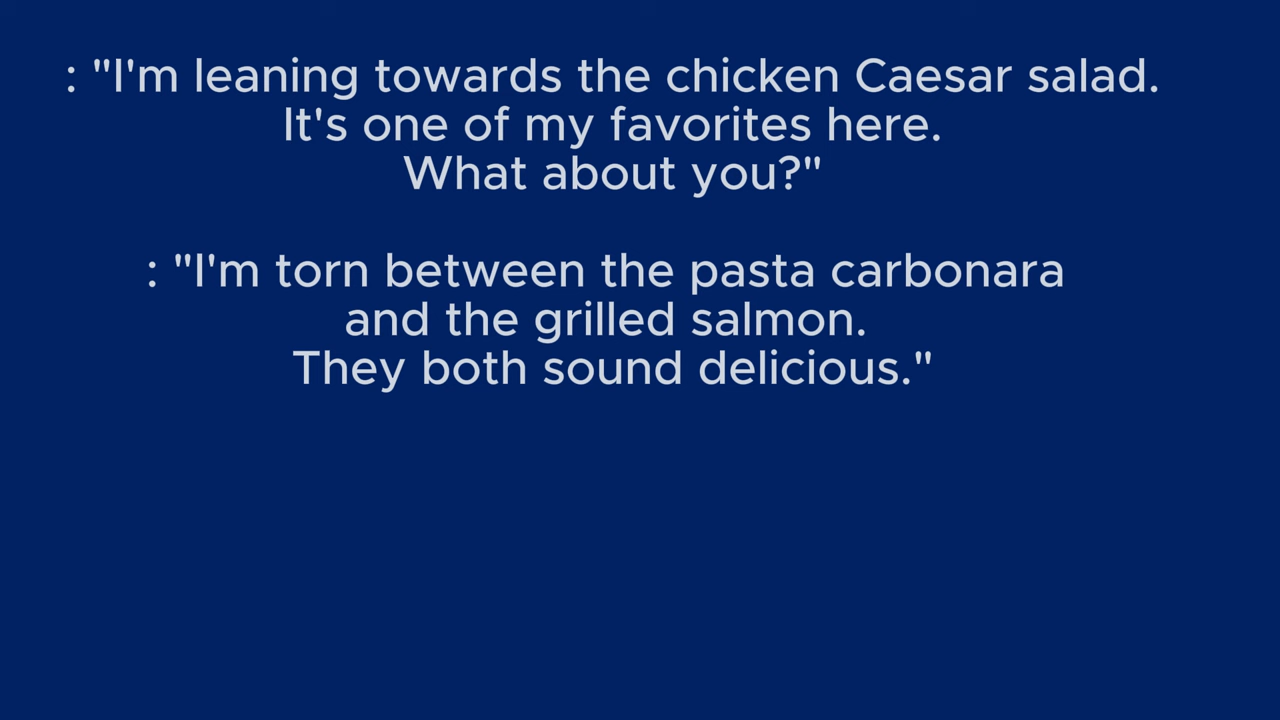 : "I'm leaning towards the chicken Caesar salad.
It's one of my favorites here.
What about you?"
: "I'm torn between the pasta carbonara
and the grilled salmon.
They both sound delicious."